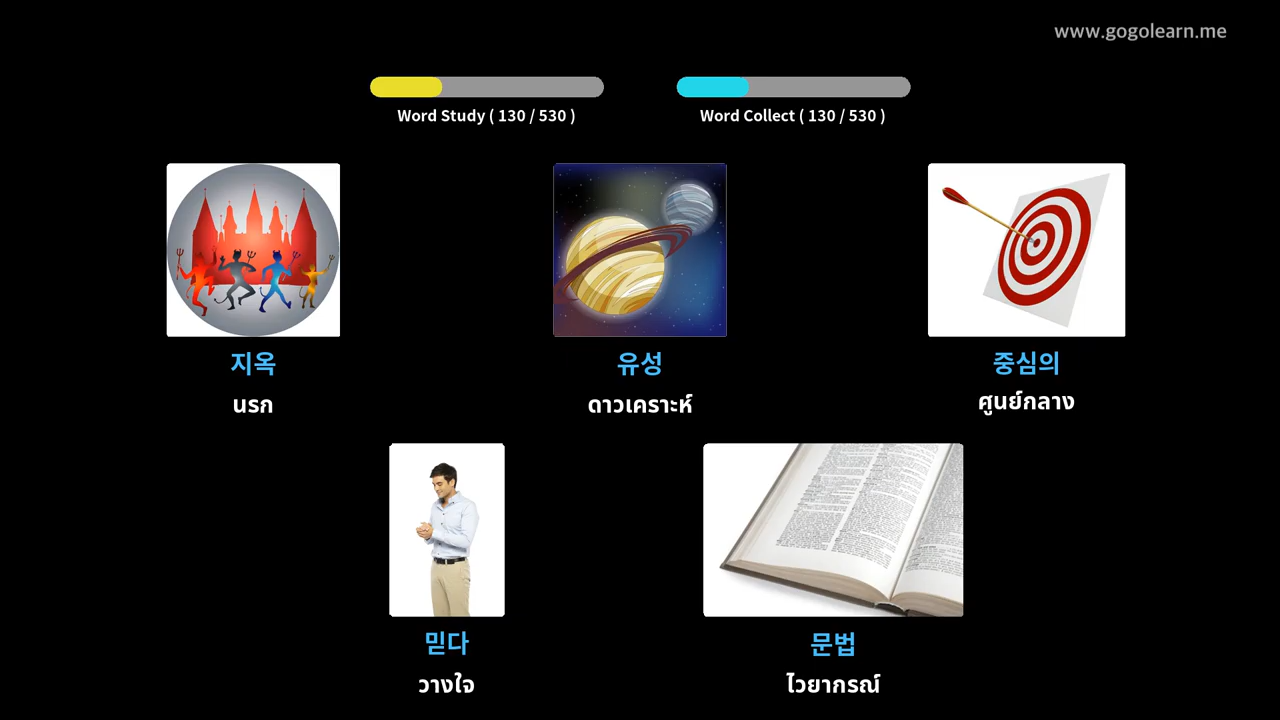 www.gogolearn.me
Word Study ( 130 / 530 )
Word Collect ( 130 / 530 )
지옥
นรก
유성
ดาวเคราะห์
중심의
ศูนย์กลาง
믿다
วางใจ
문법
ไวยากรณ์